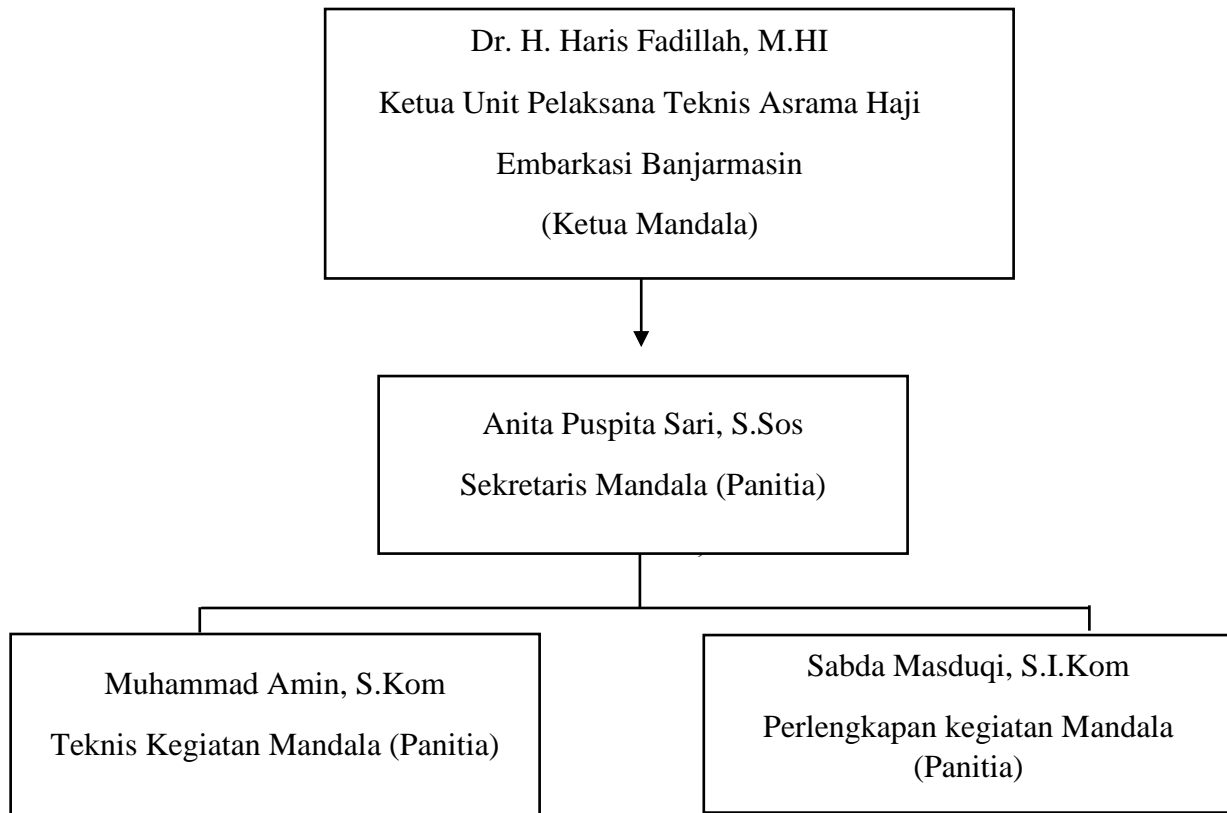 Dr. H. Haris Fadillah, M.HI
Ketua Unit Pelaksana Teknis Asrama Haji
Embarkasi Banjarmasin
(Ketua Mandala)
Anita Puspita Sari, S.Sos
Sekretaris Mandala (Panitia)
Muhammad Amin, S.Kom
Teknis Kegiatan Mandala (Panitia)
Sabda Masduqi, S.I.Kom
Perlengkapan kegiatan Mandala
(Panitia)